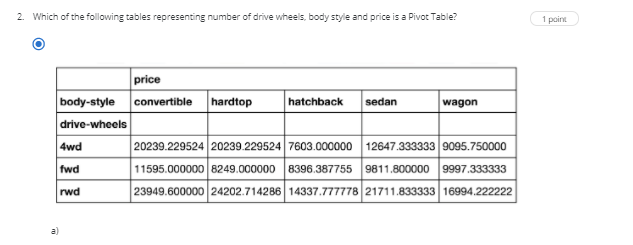 2. Which of the following tables representing number of drive wheels, body style and price is a Pivot Table?
1 point
price
body-style convertible hardtop hatchback sedan wagon
drive-wheels
4wd 20239.229524 20239.229524 7603.000000 12647.333333 9095.750000
fwd 11595.000000 8249.000000 8396.387755 9811.800000 9997.333333
rwd 23949.600000 24202.714286 14337.777778 21711.833333 16994.222222
a)